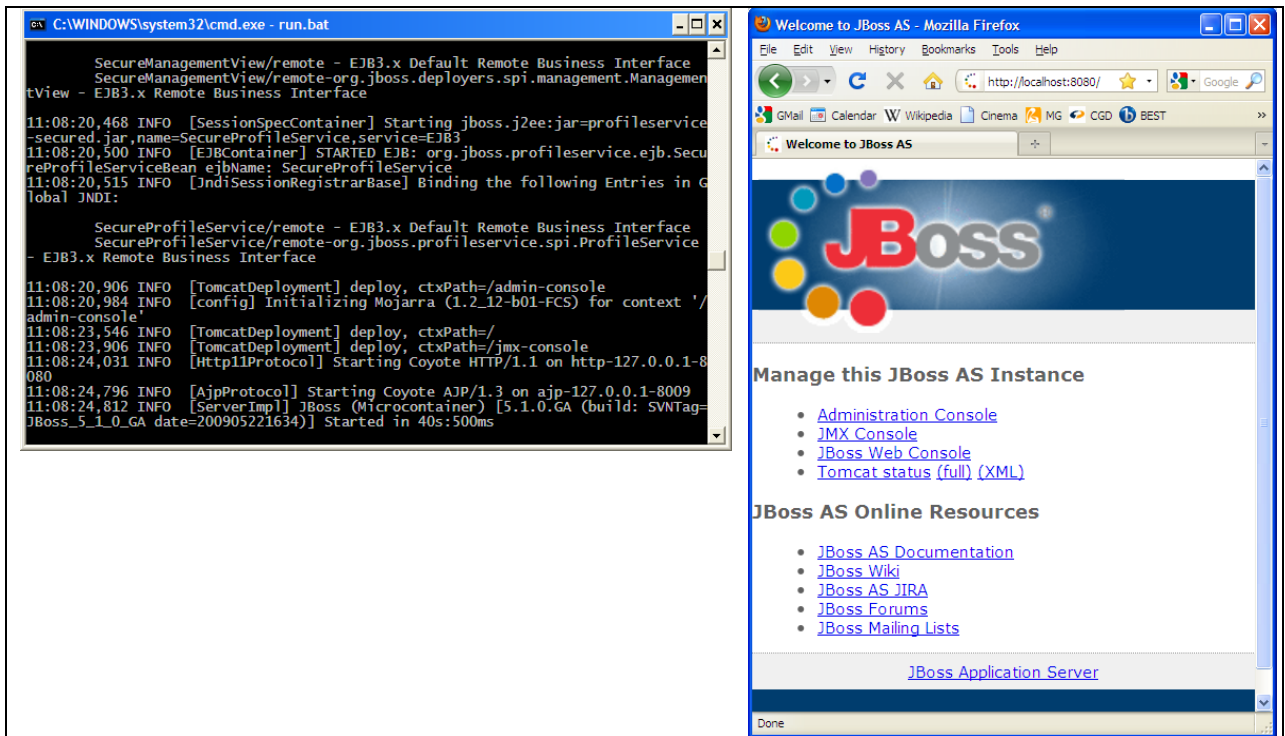 C:\WINDOWS\system32\cmd.exe - run.bat
SecureManagementView/remote - EJB3.x Default Remote Business Interface
SecureManagementView/remote-org.jboss.deployers.spi.management.Managemen
tView - EJB3.x Remote Business Interface
11:08:20,468 INFO  [SessionSpecContainer] Starting jboss.j2ee:jar=profileservice
-secured.jar,name=SecureProfileService,service=EJB3
11:08:20,500 INFO  [EJBContainer] STARTED EJB: org.jboss.profileservice.ejb.Secu
reProfileServiceBean ejbName: SecureProfileService
11:08:20,515 INFO  [JndiSessionRegistrarBase] Binding the following Entries in G
lobal JNDI:
SecureProfileService/remote - EJB3.x Default Remote Business Interface
SecureProfileService/remote-org.jboss.profileservice.spi.ProfileService
- EJB3.x Remote Business Interface
11:08:20,906 INFO  [TomcatDeployment] deploy, ctxPath=/admin-console
11:08:20,984 INFO  [config] Initializing Mojarra (1.2_12-b01-FCS) for context '/
admin-console'
11:08:23,546 INFO  [TomcatDeployment] deploy, ctxPath=/
11:08:23,906 INFO  [TomcatDeployment] deploy, ctxPath=/jmx-console
11:08:24,031 INFO  [Http11Protocol] Starting Coyote HTTP/1.1 on http-127.0.0.1-8
080
11:08:24,796 INFO  [AjpProtocol] Starting Coyote AJP/1.3 on ajp-127.0.0.1-8009
11:08:24,812 INFO  [ServerImpl] JBoss (Microcontainer) [5.1.0.GA (build: SVNTag=
JBoss_5_1_0_GA date=200905221634)] Started in 40s:500ms
Welcome to JBoss AS - Mozilla Firefox
File Edit View History Bookmarks Tools Help
http://localhost:8080/ Google
GMail Calendar W Wikipedia Cinema MG CGD BEST »
Welcome to JBoss AS
JBoss®
Manage this JBoss AS Instance
• Administration Console
• JMX Console
• JBoss Web Console
• Tomcat status (full) (XML)
JBoss AS Online Resources
• JBoss AS Documentation
• JBoss Wiki
• JBoss AS JIRA
• JBoss Forums
• JBoss Mailing Lists
JBoss Application Server
Done